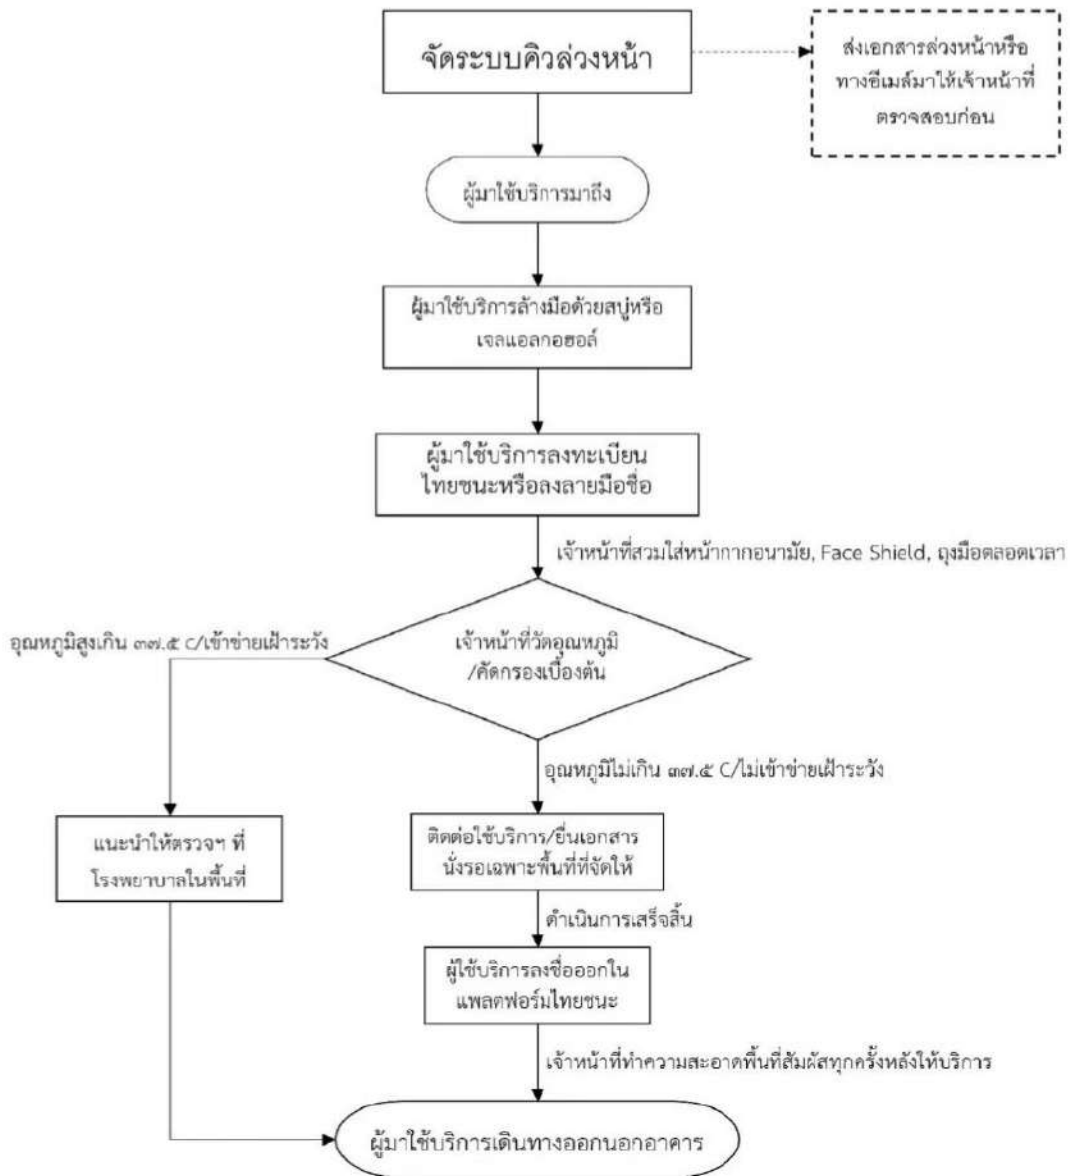 จัดระบบคิวล่วงหน้า
ส่งเอกสารล่วงหน้าหรือ
ทางอีเมล์มาให้เจ้าหน้าที่
ตรวจสอบก่อน
ผู้มาใช้บริการมาถึง
ผู้มาใช้บริการล้างมือด้วยสบู่หรือ
เจลแอลกอฮอล์
ผู้มาใช้บริการลงทะเบียน
ไทยชนะหรือลงลายมือชื่อ
เจ้าหน้าที่สวมใส่หน้ากากอนามัย, Face Shield, ถุงมือตลอดเวลา
อุณหภูมิสูงเกิน ๓๗.๕ C/เข้าข่ายเฝ้าระวัง
เจ้าหน้าที่วัดอุณหภูมิ
/คัดกรองเบื้องต้น
อุณหภูมิไม่เกิน ๓๗.๕ C/ไม่เข้าข่ายเฝ้าระวัง
แนะนำให้ตรวจฯ ที่
โรงพยาบาลในพื้นที่
ติดต่อใช้บริการ/ยื่นเอกสาร
นั่งรอเฉพาะพื้นที่ที่จัดให้
ดำเนินการเสร็จสิ้น
ผู้ใช้บริการลงชื่อออกใน
แพลตฟอร์มไทยชนะ
เจ้าหน้าที่ทำความสะอาดพื้นที่สัมผัสทุกครั้งหลังให้บริการ
ผู้มาใช้บริการเดินทางออกนอกอาคาร